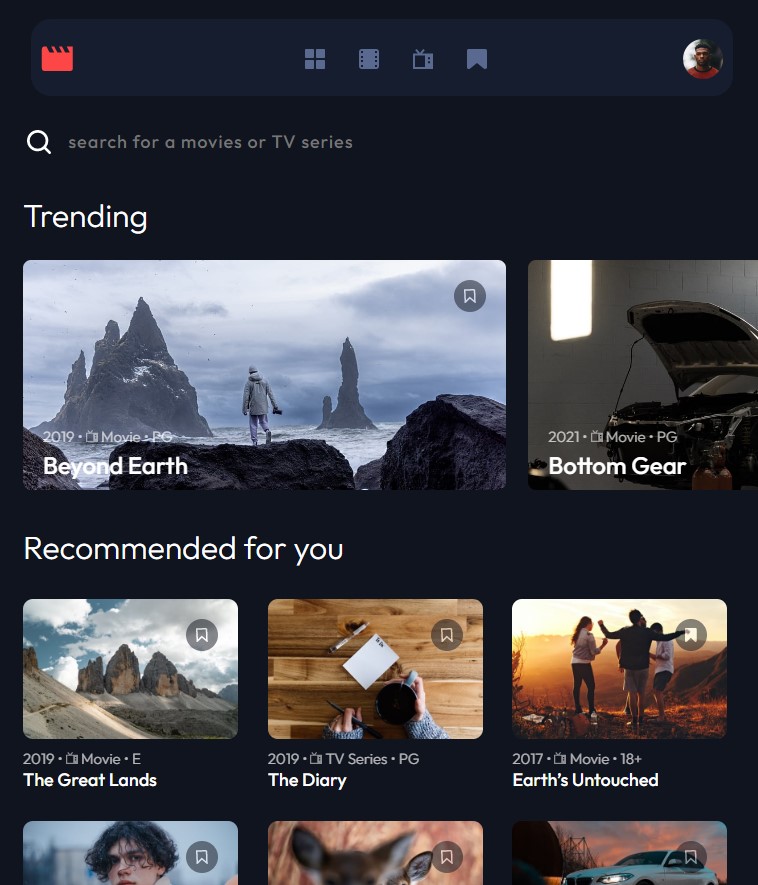 search for a movies or TV series
Trending
2019 • Movie • PG
Beyond Earth
2021 • Movie • PG
Bottom Gear
Recommended for you
2019 • Movie • E
The Great Lands
2019 • TV Series • PG
The Diary
2017 • Movie • 18+
Earth's Untouched